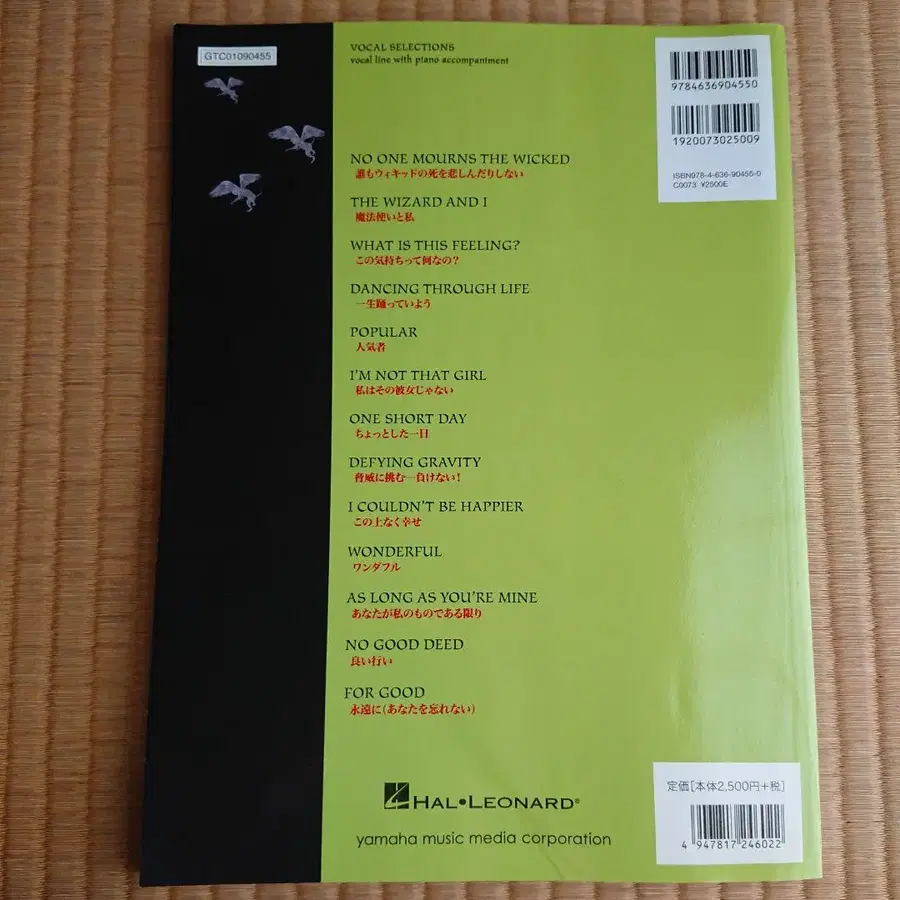 GTC01090455
VOCAL SELECTIONS
vocal line with piano accompaniment
9784636904550
1920073025009
ISBN978-4-636-90455-0
C0073 ¥2500E
NO ONE MOURNS THE WICKED
誰もウィキッドの死を悲しんだりしない
THE WIZARD AND I
魔法使いと私
WHAT IS THIS FEELING?
この気持ちって何なの？
DANCING THROUGH LIFE
一生踊っていよう
POPULAR
人気者
I'M NOT THAT GIRL
私はその彼女じゃない
ONE SHORT DAY
ちょっとした一日
DEFYING GRAVITY
脅威に挑む―負けない！
I COULDN'T BE HAPPIER
この上なく幸せ
WONDERFUL
ワンダフル
AS LONG AS YOU'RE MINE
あなたが私のものである限り
NO GOOD DEED
良い行い
FOR GOOD
永遠に（あなたを忘れない）
HAL•LEONARD®
yamaha music media corporation
定価[本体2,500円+税]
4 947817 246022